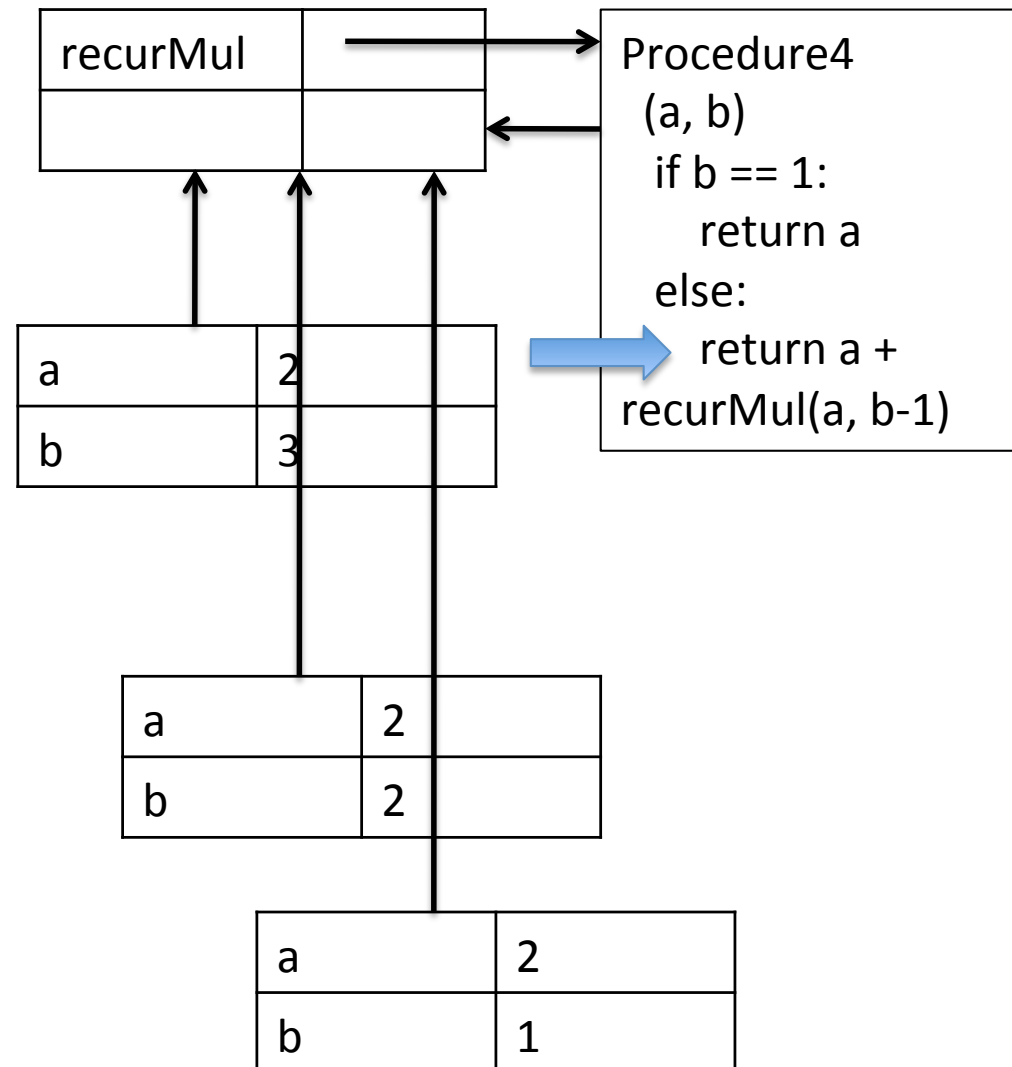 recurMul
Procedure4
(a, b)
if b == 1:
return a
else:
return a +
recurMul(a, b-1)
a 2
b 3
a 2
b 2
a 2
b 1